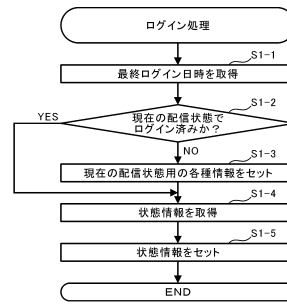 ログイン処理
S1-1
最終ログイン日時を取得
S1-2
現在の配信状態で
ログイン済みか？
YES
NO
S1-3
現在の配信状態用の各種情報をセット
S1-4
状態情報を取得
S1-5
状態情報をセット
END